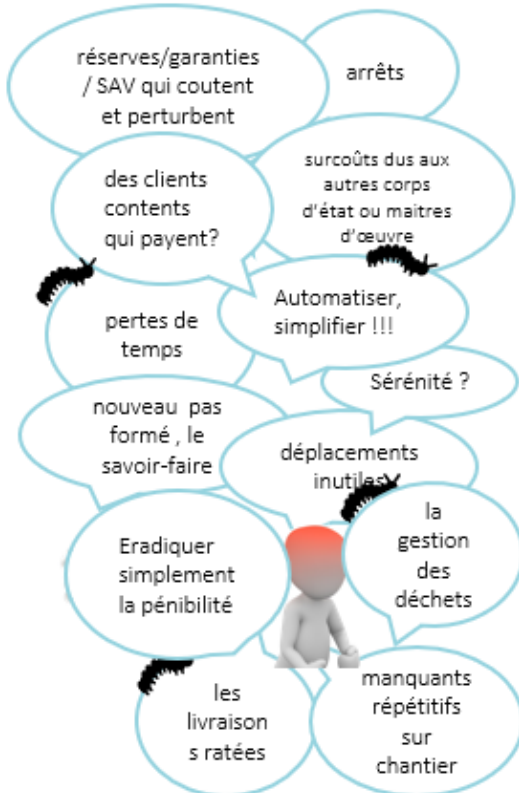 réserves/garanties
/ SAV qui coutent
et perturbent
arrêts
des clients
contents
qui payent?
surcoûts dus aux
autres corps
d'état ou maitres
d'œuvre
Automatiser,
simplifier !!!
pertes de
temps
Sérénité ?
nouveau pas
formé , le
savoir-faire
déplacements
inutiles
la
gestion
des
déchets
Eradiquer
simplement
la pénibilité
les
livraison
s ratées
manquants
répétitifs
sur
chantier